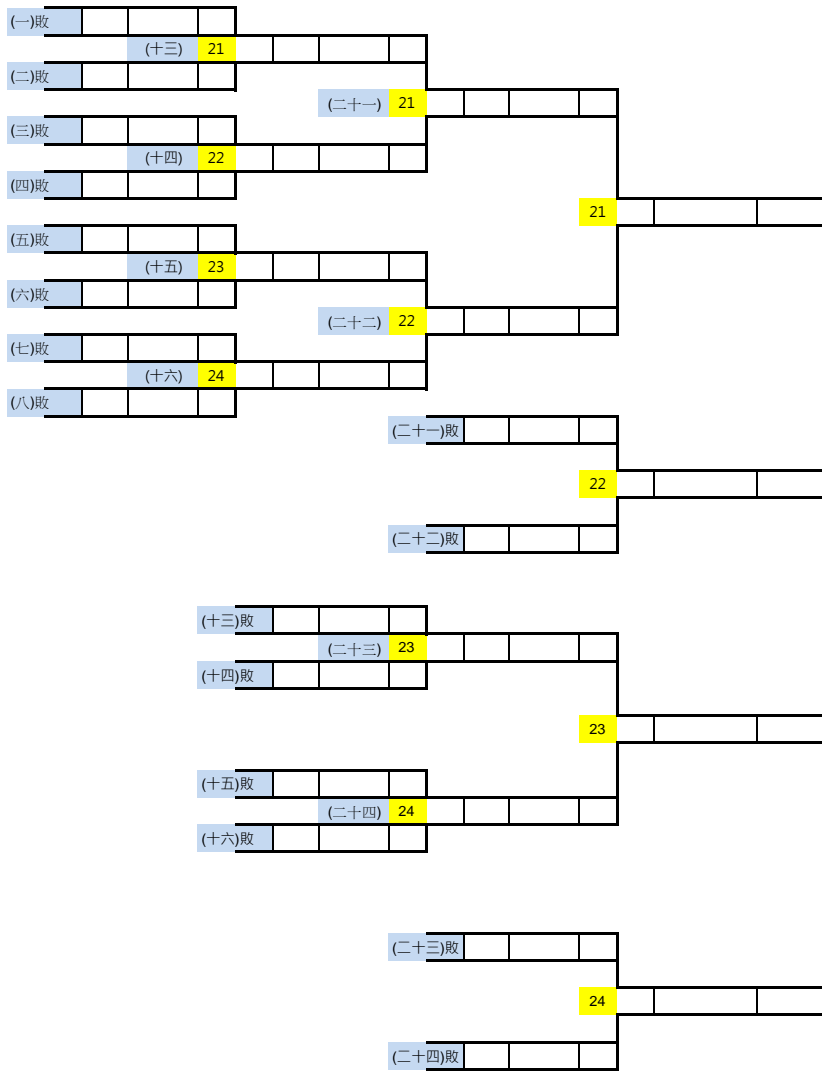 (一)敗
(十三) 21
(二)敗
(二十一) 21
(三)敗
(十四) 22
(四)敗
21
(五)敗
(十五) 23
(六)敗
(二十二) 22
(七)敗
(十六) 24
(八)敗
(二十一)敗
22
(二十二)敗
(十三)敗
(二十三) 23
(十四)敗
23
(十五)敗
(二十四) 24
(十六)敗
(二十三)敗
24
(二十四)敗